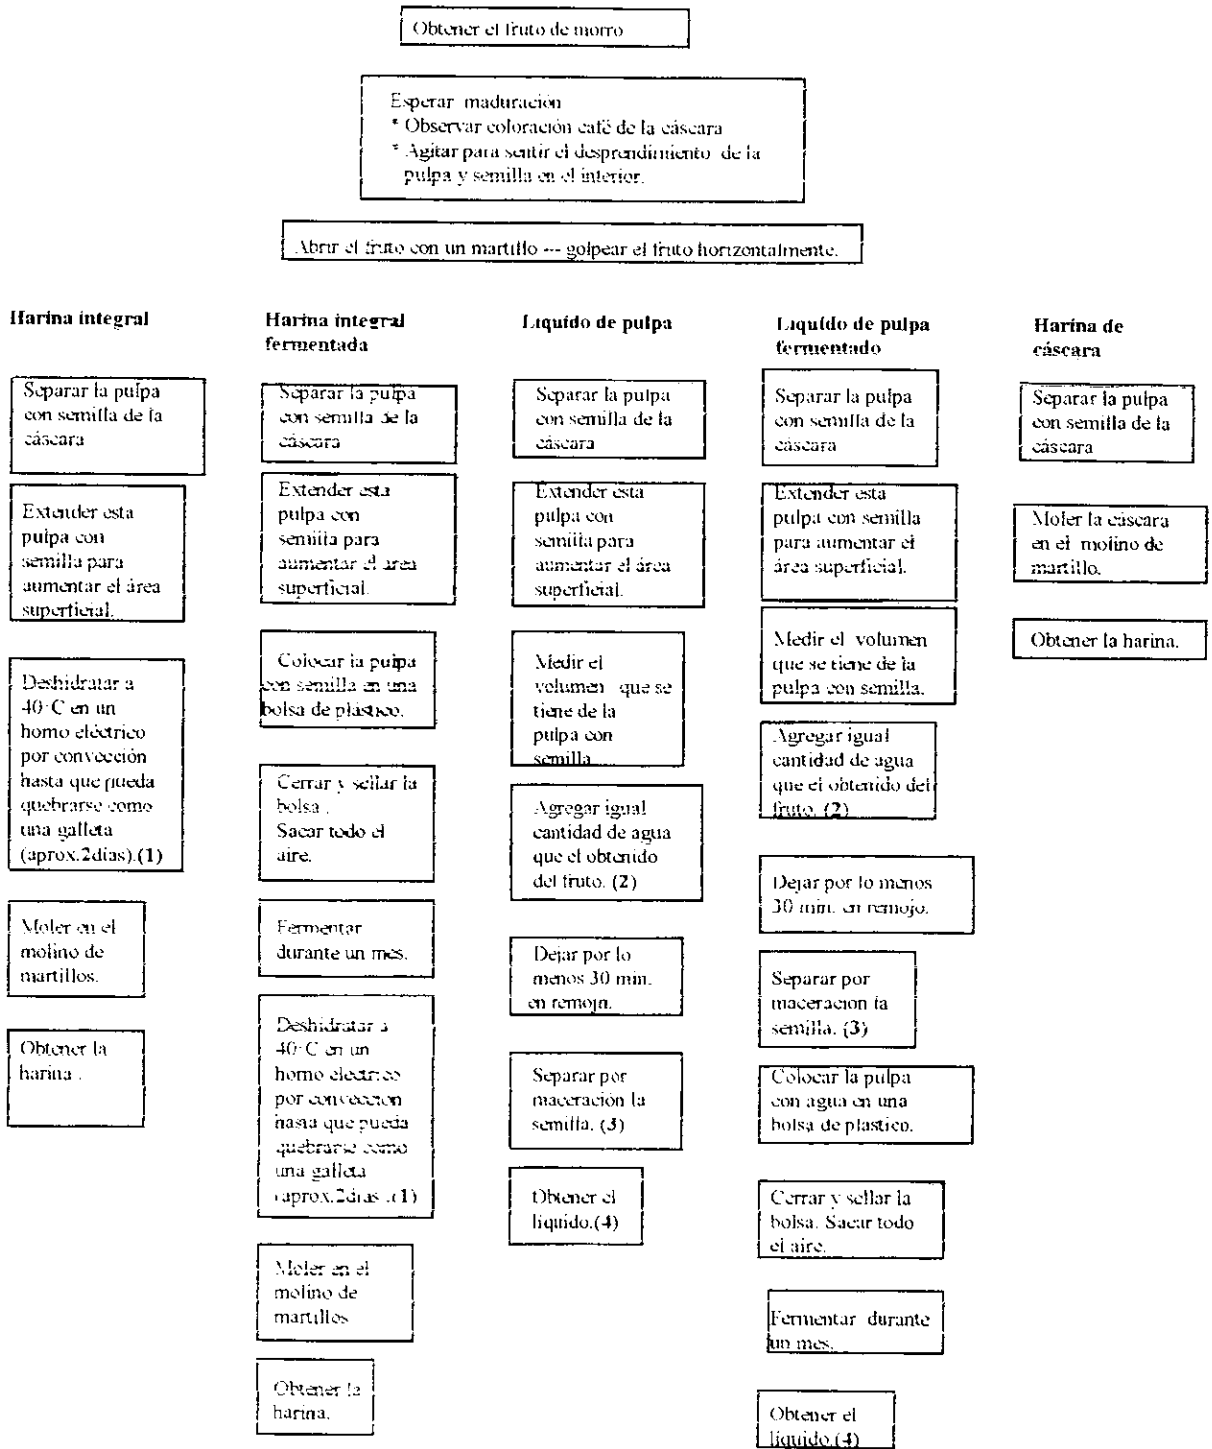 Obtener el fruto de morro
Esperar maduración
* Observar coloración café de la cáscara
* Agitar para sentir el desprendimiento de la
pulpa y semilla en el interior.
Abrir el fruto con un martillo --- golpear el fruto horizontalmente.
Harina integral
Separar la pulpa
con semilla de la
cáscara
Extender esta
pulpa con
semilla para
aumentar el área
superficial.
Deshidratar a
40°C en un
horno eléctrico
por convección
hasta que pueda
quebrarse como
una galleta
(aprox.2días).(1)
Moler en el
molino de
martillos.
Obtener la
harina .
Harina integral
fermentada
Separar la pulpa
con semilla de la
cáscara
Extender esta
pulpa con
semilla para
aumentar el área
superficial.
Colocar la pulpa
con semilla en una
bolsa de plástico.
Cerrar y sellar la
bolsa .
Sacar todo el
aire.
Fermentar
durante un mes.
Deshidratar a
40°C en un
horno eléctrico
por convección
hasta que pueda
quebrarse como
una galleta
(aprox.2días .(1)
Moler en el
molino de
martillos
Obtener la
harina.
Liquído de pulpa
Separar la pulpa
con semilla de la
cáscara
Extender esta
pulpa con
semilla para
aumentar el área
superficial.
Medir el
volumen que se
tiene de la
pulpa con
semilla
Agregar igual
cantidad de agua
que el obtenido
del fruto. (2)
Dejar por lo
menos 30 min.
en remojo.
Separar por
maceración la
semilla. (3)
Obtener el
líquido.(4)
Liquído de pulpa
fermentado
Separar la pulpa
con semilla de la
cáscara
Extender esta
pulpa con semilla
para aumentar el
área superficial.
Medir el volumen
que se tiene de la
pulpa con semilla.
Agregar igual
cantidad de agua
que el obtenido del
fruto. (2)
Dejar por lo menos
30 min. en remojo.
Separar por
maceración la
semilla. (3)
Colocar la pulpa
con agua en una
bolsa de plástico.
Cerrar y sellar la
bolsa. Sacar todo
el aire.
Fermentar durante
un mes.
Obtener el
líquido.(4)
Harina de
cáscara
Separar la pulpa
con semilla de la
cáscara
Moler la cáscara
en el molino de
martillo.
Obtener la harina.